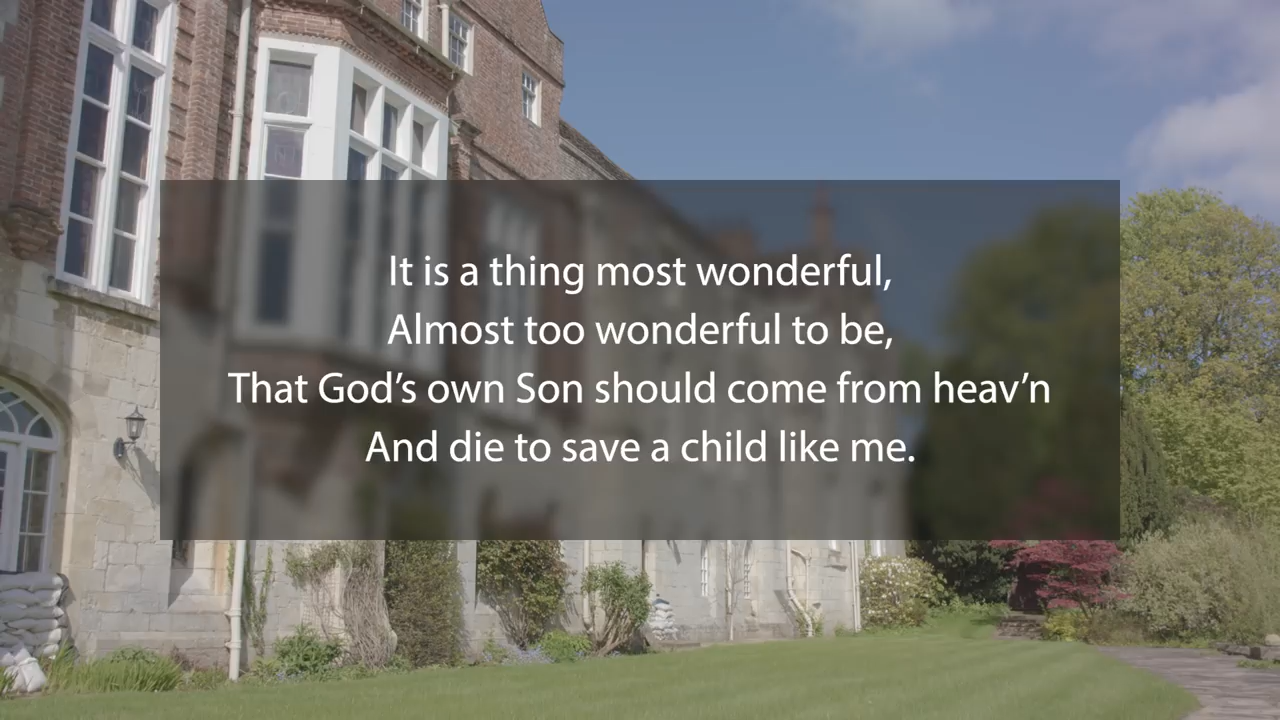 It is a thing most wonderful,
Almost too wonderful to be,
That God’s own Son should come from heav’n
And die to save a child like me.